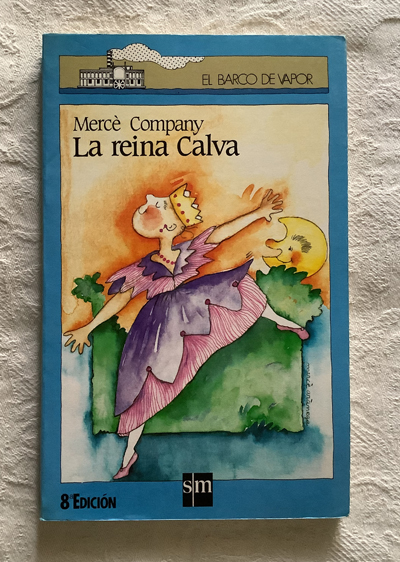 EL BARCO DE VAPOR
Mercè Company
La reina Calva
8ª EDICIÓN
sm